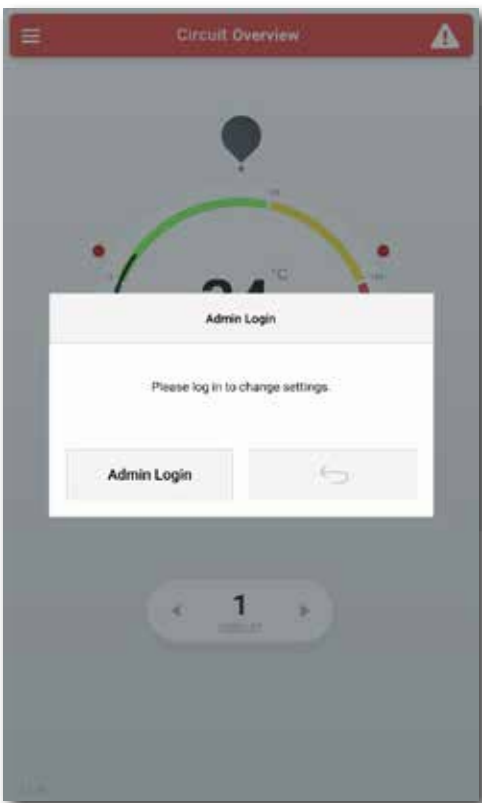 Circuit Overview
°C
Admin Login
Please log in to change settings.
Admin Login
1